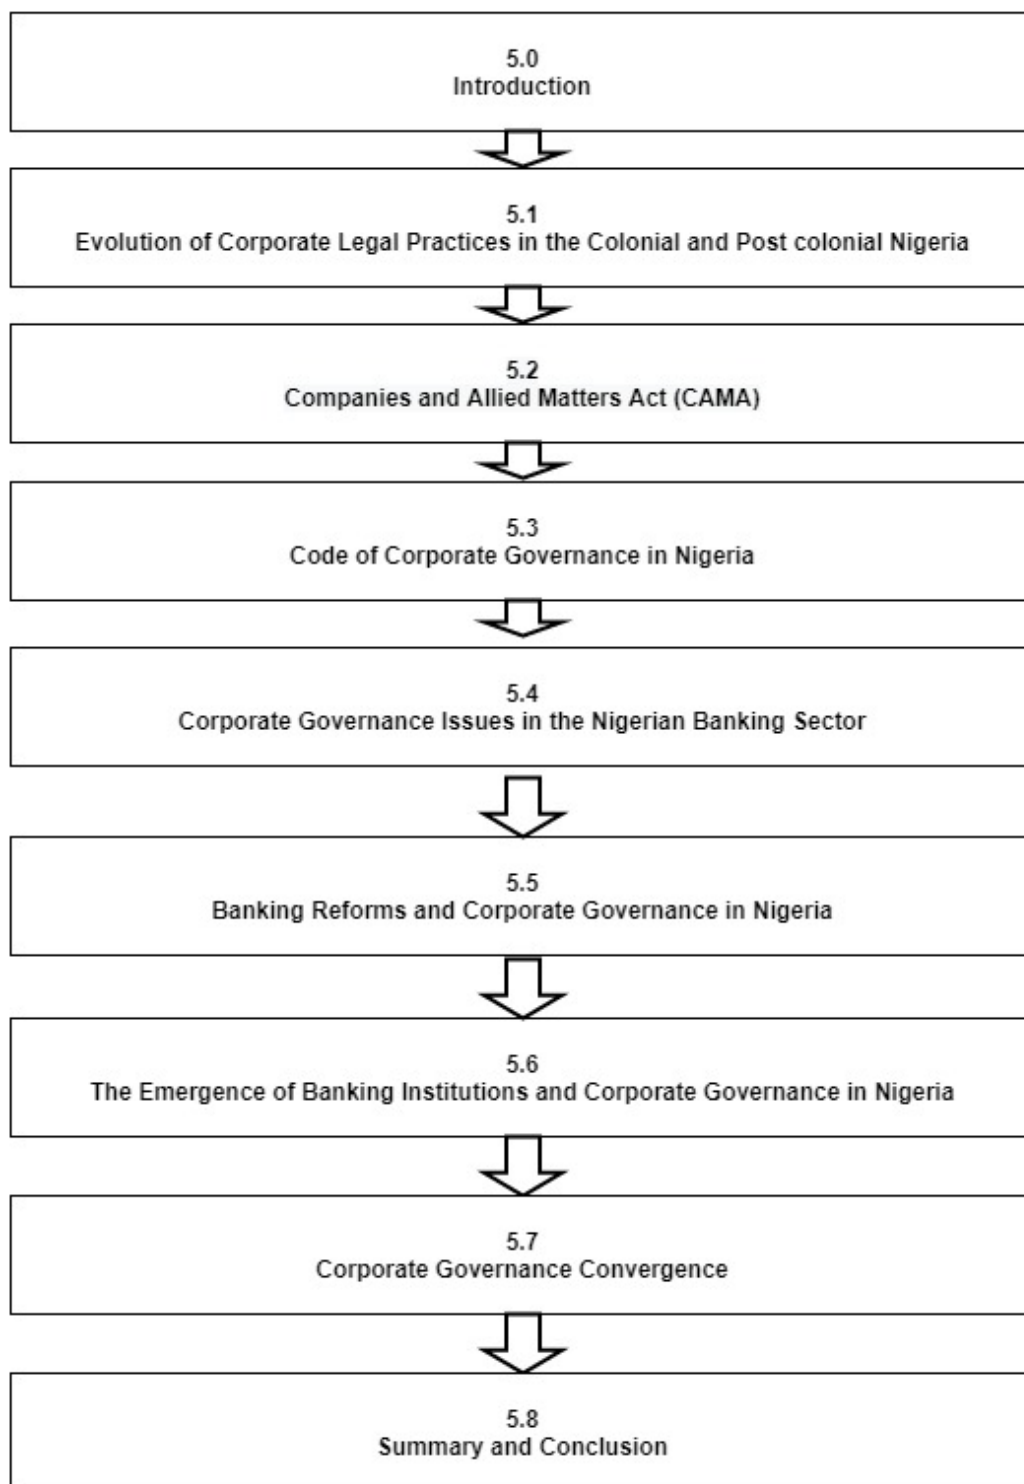 5.0
Introduction
5.1
Evolution of Corporate Legal Practices in the Colonial and Post colonial Nigeria
5.2
Companies and Allied Matters Act (CAMA)
5.3
Code of Corporate Governance in Nigeria
5.4
Corporate Governance Issues in the Nigerian Banking Sector
5.5
Banking Reforms and Corporate Governance in Nigeria
5.6
The Emergence of Banking Institutions and Corporate Governance in Nigeria
5.7
Corporate Governance Convergence
5.8
Summary and Conclusion